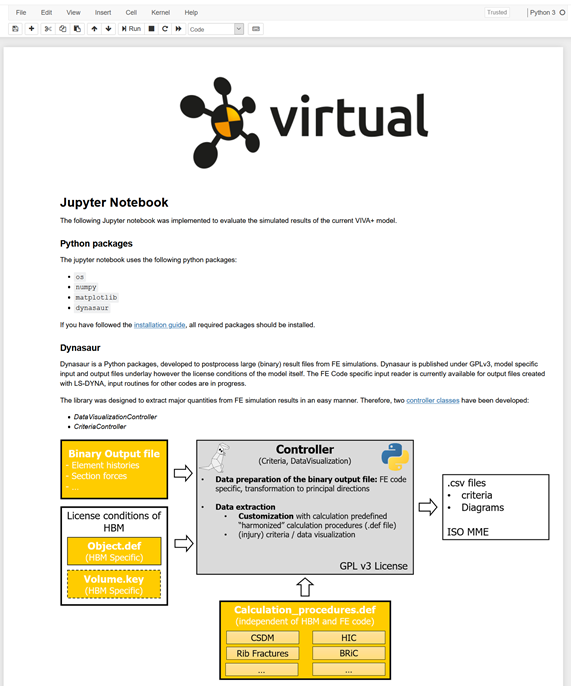 File Edit View Insert Cell Kernel Help Trusted Python 3
Run Code
virtual
Jupyter Notebook
The following Jupyter notebook was implemented to evaluate the simulated results of the current VIVA+ model.
Python packages
The jupyter notebook uses the following python packages:
os
numpy
matplotlib
dynasaur
If you have followed the installation guide, all required packages should be installed.
Dynasaur
Dynasaur is a Python packages, developed to postprocess large (binary) result files from FE simulations. Dynasaur is published under GPLv3, model specific
input and output files underlay however the license conditions of the model itself. The FE Code specific input reader is currently available for output files created
with LS-DYNA, input routines for other codes are in progress.
The library was designed to extract major quantities from FE simulation results in an easy manner. Therefore, two controller classes have been developed:
DataVisualizationController
CriteriaController
Binary Output file
- Element histories
- Section forces
- ...
License conditions of
HBM
Object.def
(HBM Specific)
Volume.key
(HBM Specific)
Controller
(Criteria, DataVisualization)
• Data preparation of the binary output file: FE code
specific, transformation to principal directions
• Data extraction
• Customization with calculation predefined
"harmonized" calculation procedures (.def file)
• (injury) criteria / data visualization
GPL v3 License
.csv files
• criteria
• Diagrams
ISO MME
Calculation_procedures.def
(independent of HBM and FE code)
CSDM HIC
Rib Fractures BRiC
... ...